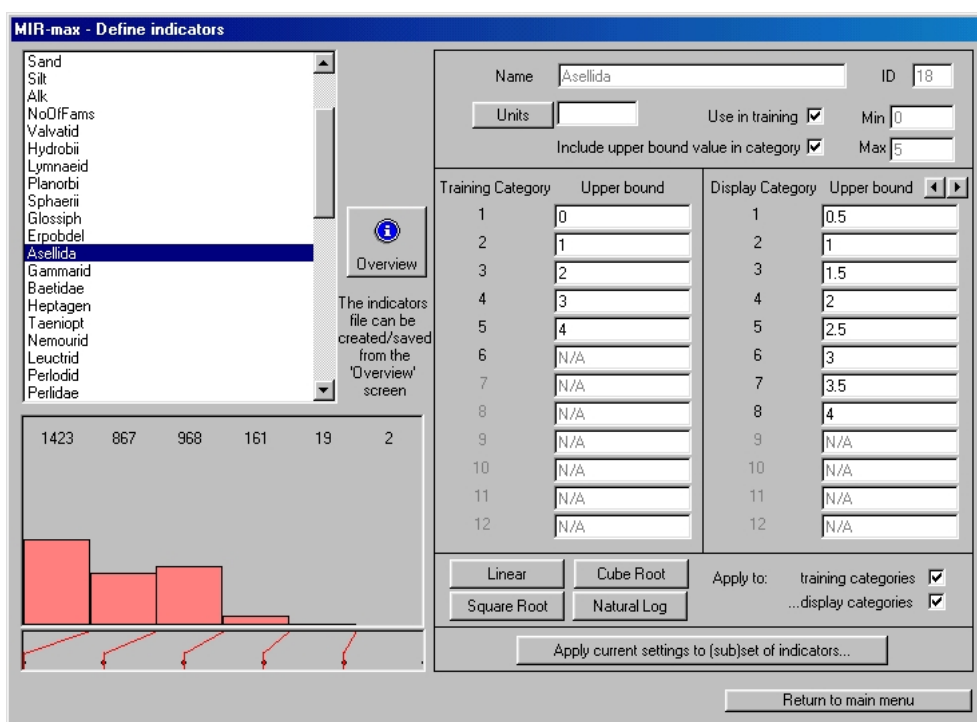 MIR-max - Define indicators
Sand
Silt
Alk
NoOfFams
Valvatid
Hydrobii
Lymnaeid
Planorbi
Sphaerii
Glossiph
Erpobdel
Asellida
Gammarid
Baetidae
Heptagen
Taeniopt
Nemourid
Leuctrid
Perlodid
Perlidae
Overview
The indicators
file can be
created/saved
from the
'Overview'
screen
1423 867 968 161 19 2
Name Asellida ID 18
Units Use in training Min 0
Include upper bound value in category Max 5
Training Category Upper bound
1 0
2 1
3 2
4 3
5 4
6 N/A
7 N/A
8 N/A
9 N/A
10 N/A
11 N/A
12 N/A
Display Category Upper bound
1 0.5
2 1
3 1.5
4 2
5 2.5
6 3
7 3.5
8 4
9 N/A
10 N/A
11 N/A
12 N/A
Linear Cube Root Apply to: training categories
Square Root Natural Log ...display categories
Apply current settings to (sub)set of indicators...
Return to main menu